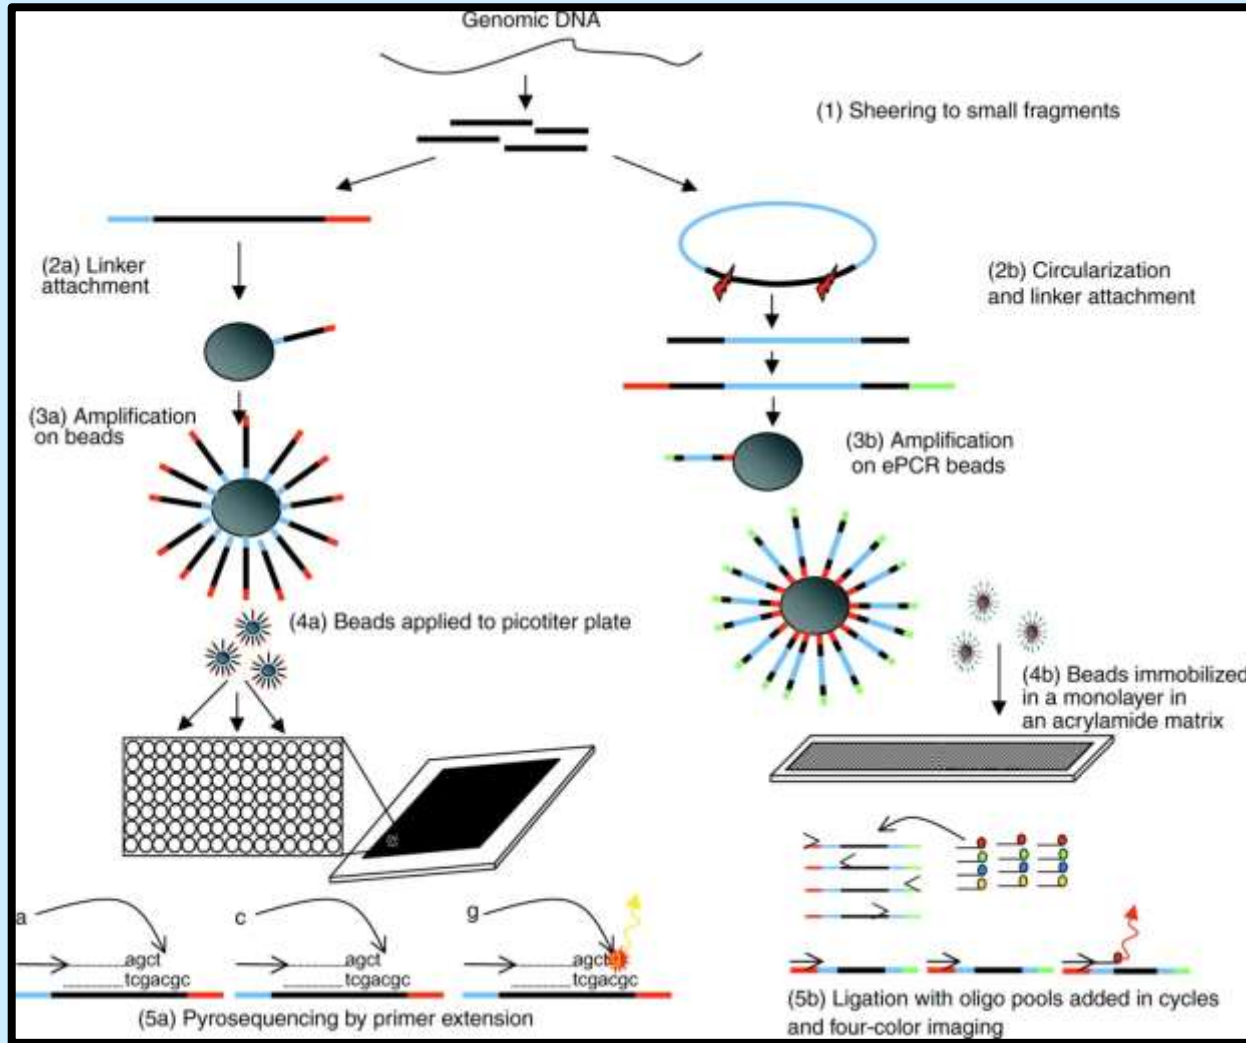 Genomic DNA
(1) Sheering to small fragments
(2a) Linker
attachment
(2b) Circularization
and linker attachment
(3a) Amplification
on beads
(3b) Amplification
on ePCR beads
(4a) Beads applied to picotiter plate
(4b) Beads immobilized
in a monolayer in
an acrylamide matrix
a
agct
tcgacgc
c
agct
tcgacgc
g
agct
tcgacgc
(5a) Pyrosequencing by primer extension
(5b) Ligation with oligo pools added in cycles
and four-color imaging